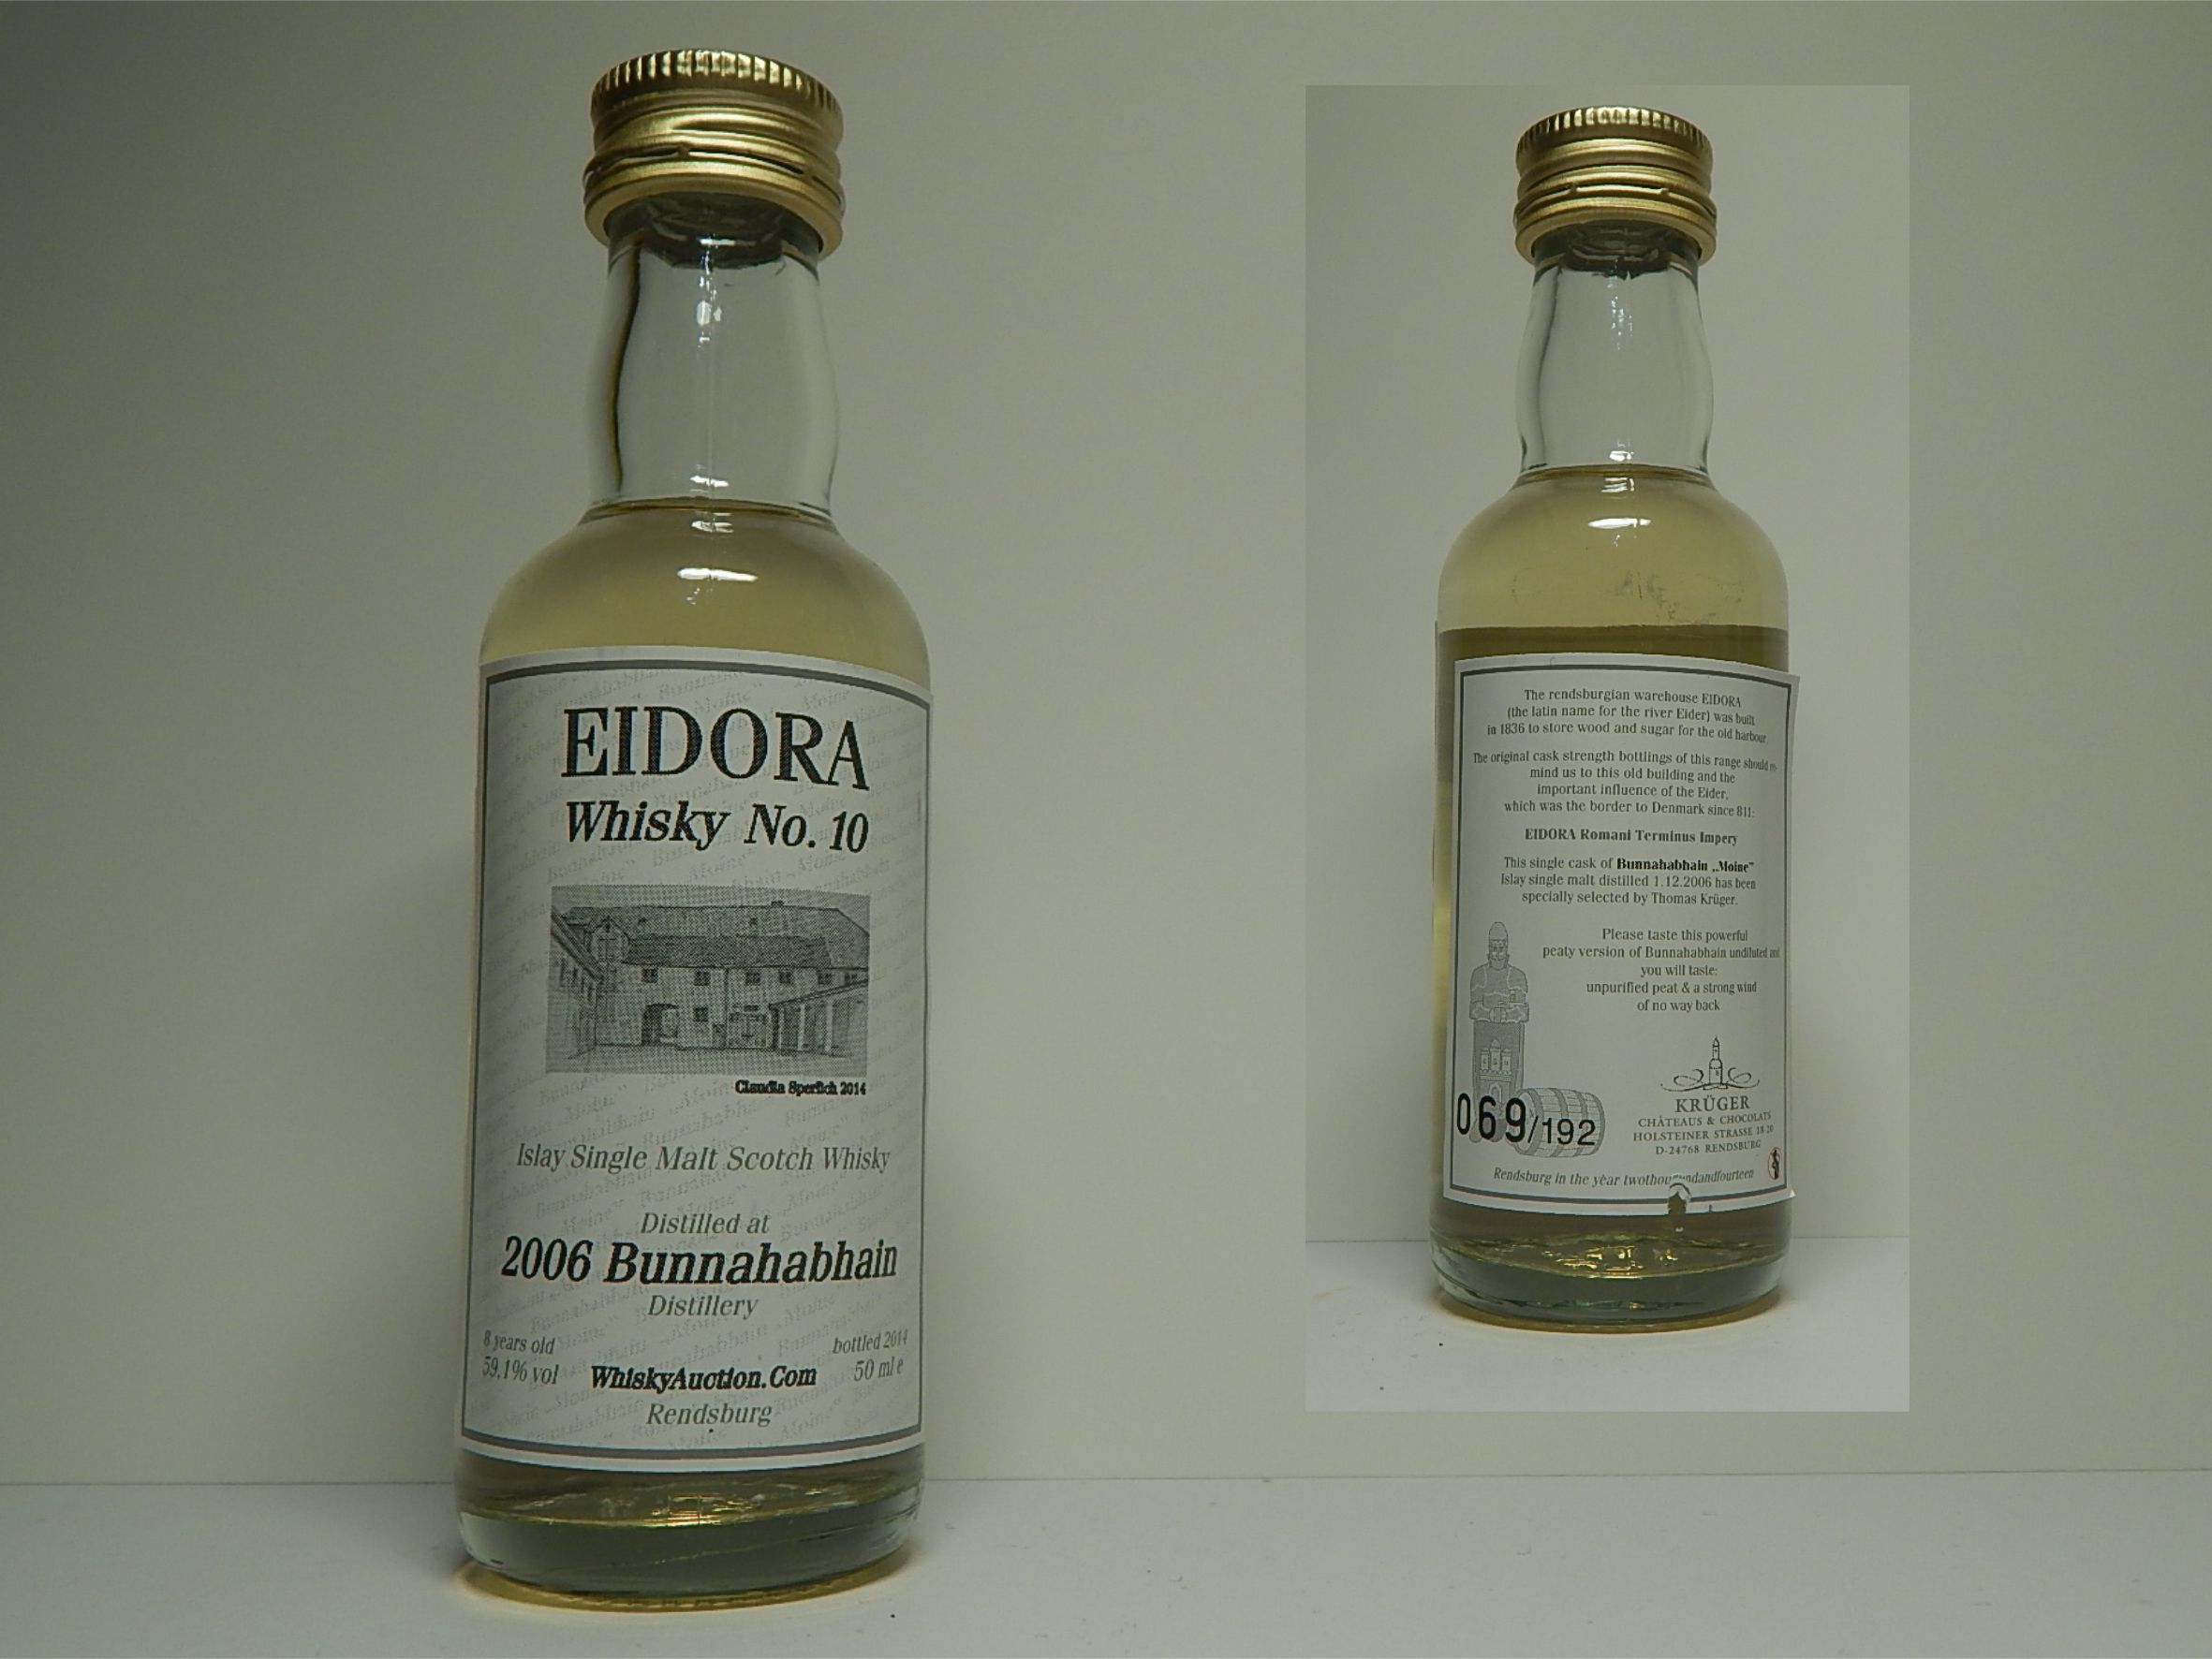 EIDORA
Whisky No. 10
Claudia Sperlich 2014
Islay Single Malt Scotch Whisky
Distilled at
2006 Bunnahabhain
Distillery
8 years old
59.1% vol
WhiskyAuction.Com
bottled 2014
50 ml e
Rendsburg
The rendsburgian warehouse EIDORA
(the latin name for the river Eider) was built
in 1836 to store wood and sugar for the old harbour.
The original cask strength bottlings of this range should re-
mind us to this old building and the
important influence of the Eider,
which was the border to Denmark since 811:
EIDORA Romani Terminus Impery
This single cask of Bunnahabhain „Moine”
Islay single malt distilled 1.12.2006 has been
specially selected by Thomas Krüger.
Please taste this powerful
peaty version of Bunnahabhain undiluted and
you will taste:
unpurified peat & a strong wind
of no way back
069/192
KRÜGER
CHÂTEAUS & CHOCOLATS
HOLSTEINER STRASSE 18-20
D-24768 RENDSBURG
Rendsburg in the year twothousandandfourteen